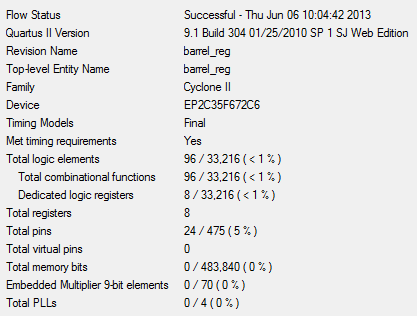 Flow Status Successful - Thu Jun 06 10:04:42 2013
Quartus II Version 9.1 Build 304 01/25/2010 SP 1 SJ Web Edition
Revision Name barrel_reg
Top-level Entity Name barrel_reg
Family Cyclone II
Device EP2C35F672C6
Timing Models Final
Met timing requirements Yes
Total logic elements 96 / 33,216 ( < 1 % )
Total combinational functions 96 / 33,216 ( < 1 % )
Dedicated logic registers 8 / 33,216 ( < 1 % )
Total registers 8
Total pins 24 / 475 ( 5 % )
Total virtual pins 0
Total memory bits 0 / 483,840 ( 0 % )
Embedded Multiplier 9-bit elements 0 / 70 ( 0 % )
Total PLLs 0 / 4 ( 0 % )